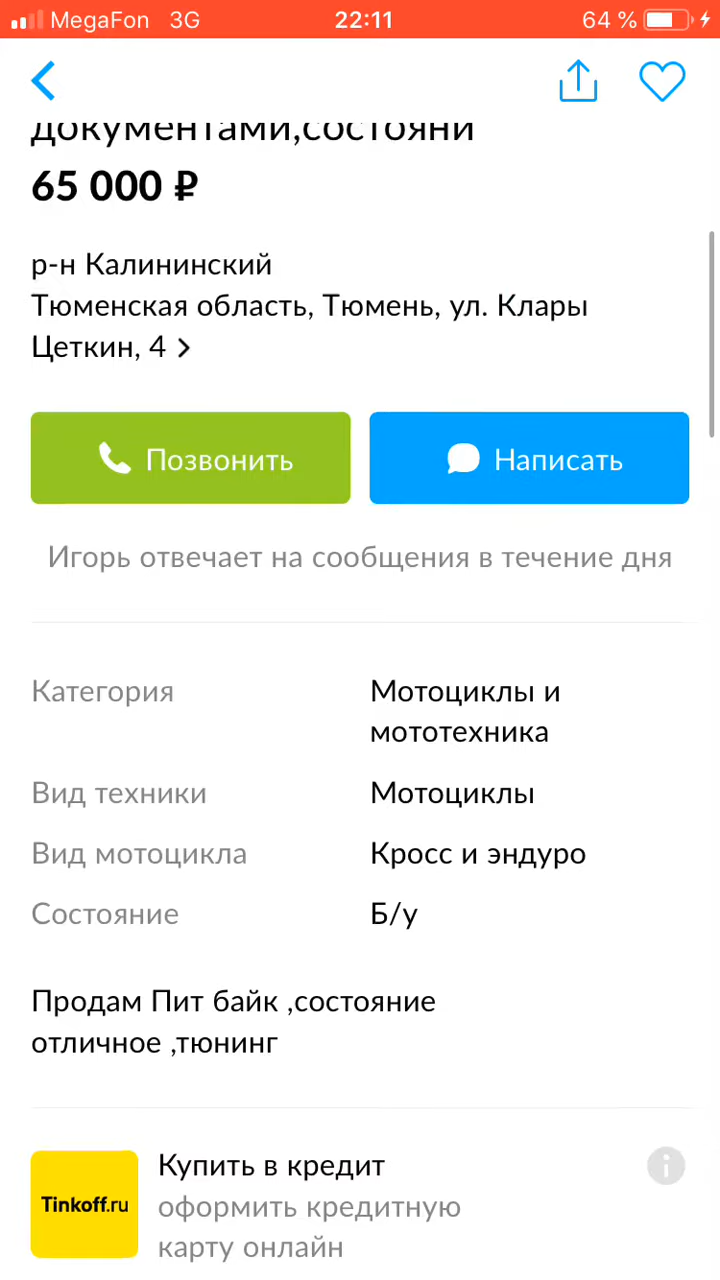 MegaFon 3G 22:11 64 %
документами,состояни
65 000 ₽
р-н Калининский
Тюменская область, Тюмень, ул. Клары
Цеткин, 4
Позвонить
Написать
Игорь отвечает на сообщения в течение дня
Категория
Мотоциклы и
мототехника
Вид техники
Мотоциклы
Вид мотоцикла
Кросс и эндуро
Состояние
Б/у
Продам Пит байк ,состояние
отличное ,тюнинг
Tinkoff.ru
Купить в кредит
оформить кредитную
карту онлайн